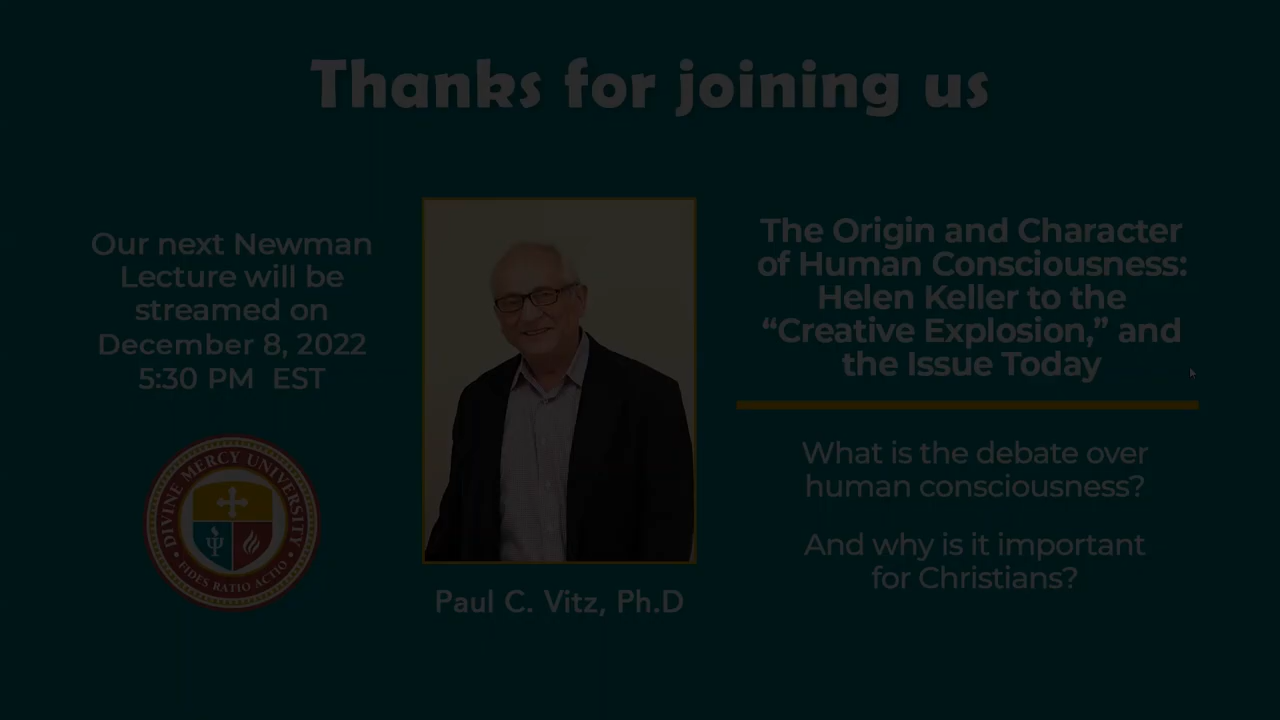 Thanks for joining us
Our next Newman
Lecture will be
streamed on
December 8, 2022
5:30 PM EST
DIVINE MERCY UNIVERSITY
• FIDES RATIO ACTIO •
Paul C. Vitz, Ph.D
The Origin and Character
of Human Consciousness:
Helen Keller to the
“Creative Explosion,” and
the Issue Today
What is the debate over
human consciousness?
And why is it important
for Christians?